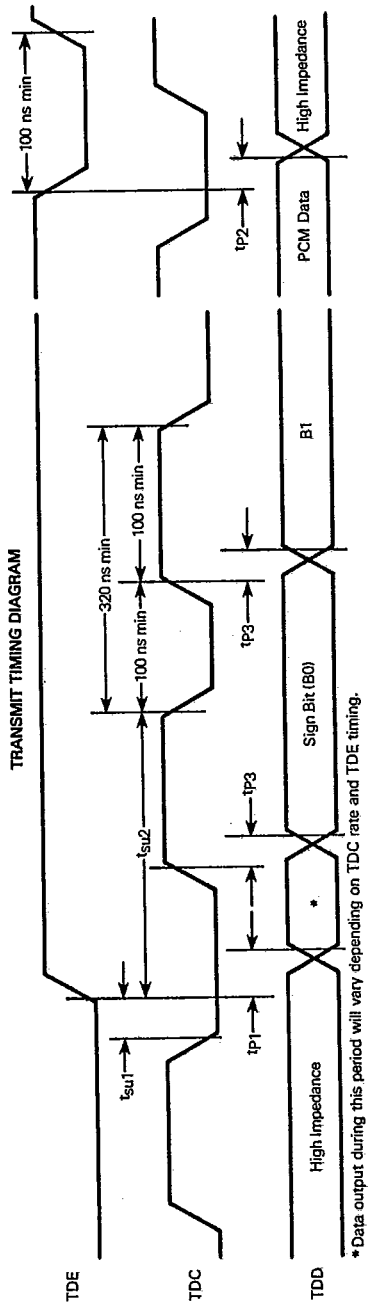 TRANSMIT TIMING DIAGRAM
TDE
100 ns min
tsu1
tsu2
320 ns min
100 ns min
100 ns min
TDC
tP1
tP3
tP3
tP2
TDD
High Impedance
*
Sign Bit (B0)
B1
PCM Data
High Impedance
* Data output during this period will vary depending on TDC rate and TDE timing.